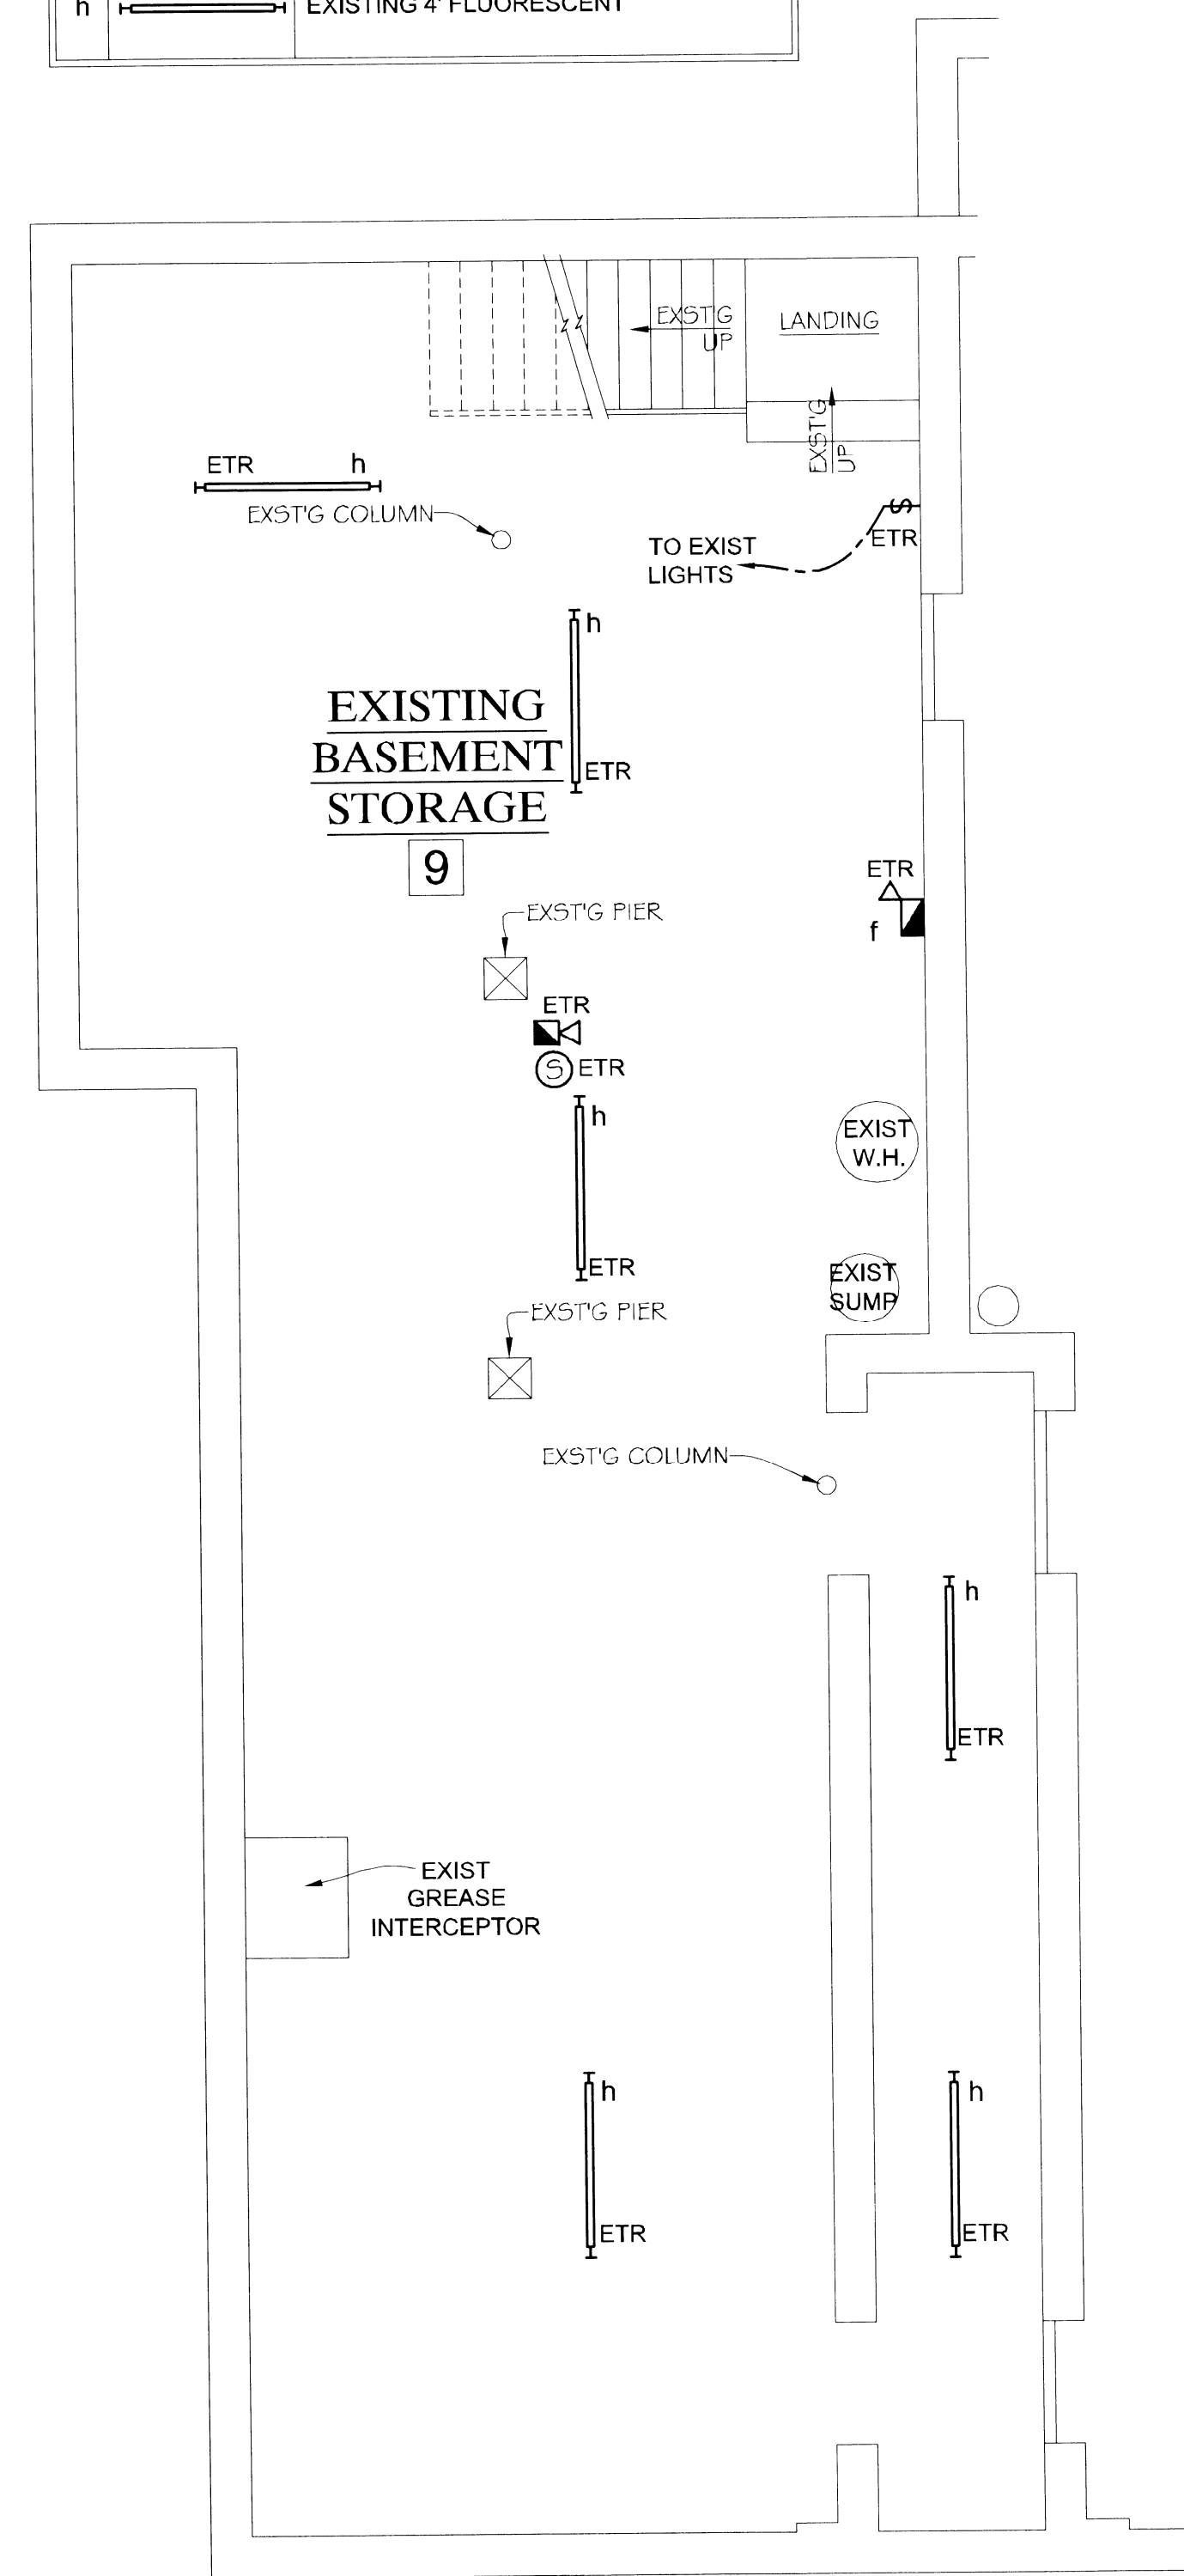 h EXISTING 4' FLUORESCENT
EXST'G
UP
LANDING
EXST'G
UP
ETR h
EXST'G COLUMN
S
ETR
TO EXIST
LIGHTS
h
EXISTING
BASEMENT
STORAGE
9
ETR
ETR
f
EXST'G PIER
ETR
S ETR
h
EXIST
W.H.
ETR
EXIST
SUMP
EXST'G PIER
EXST'G COLUMN
h
ETR
EXIST
GREASE
INTERCEPTOR
h
h
ETR
ETR